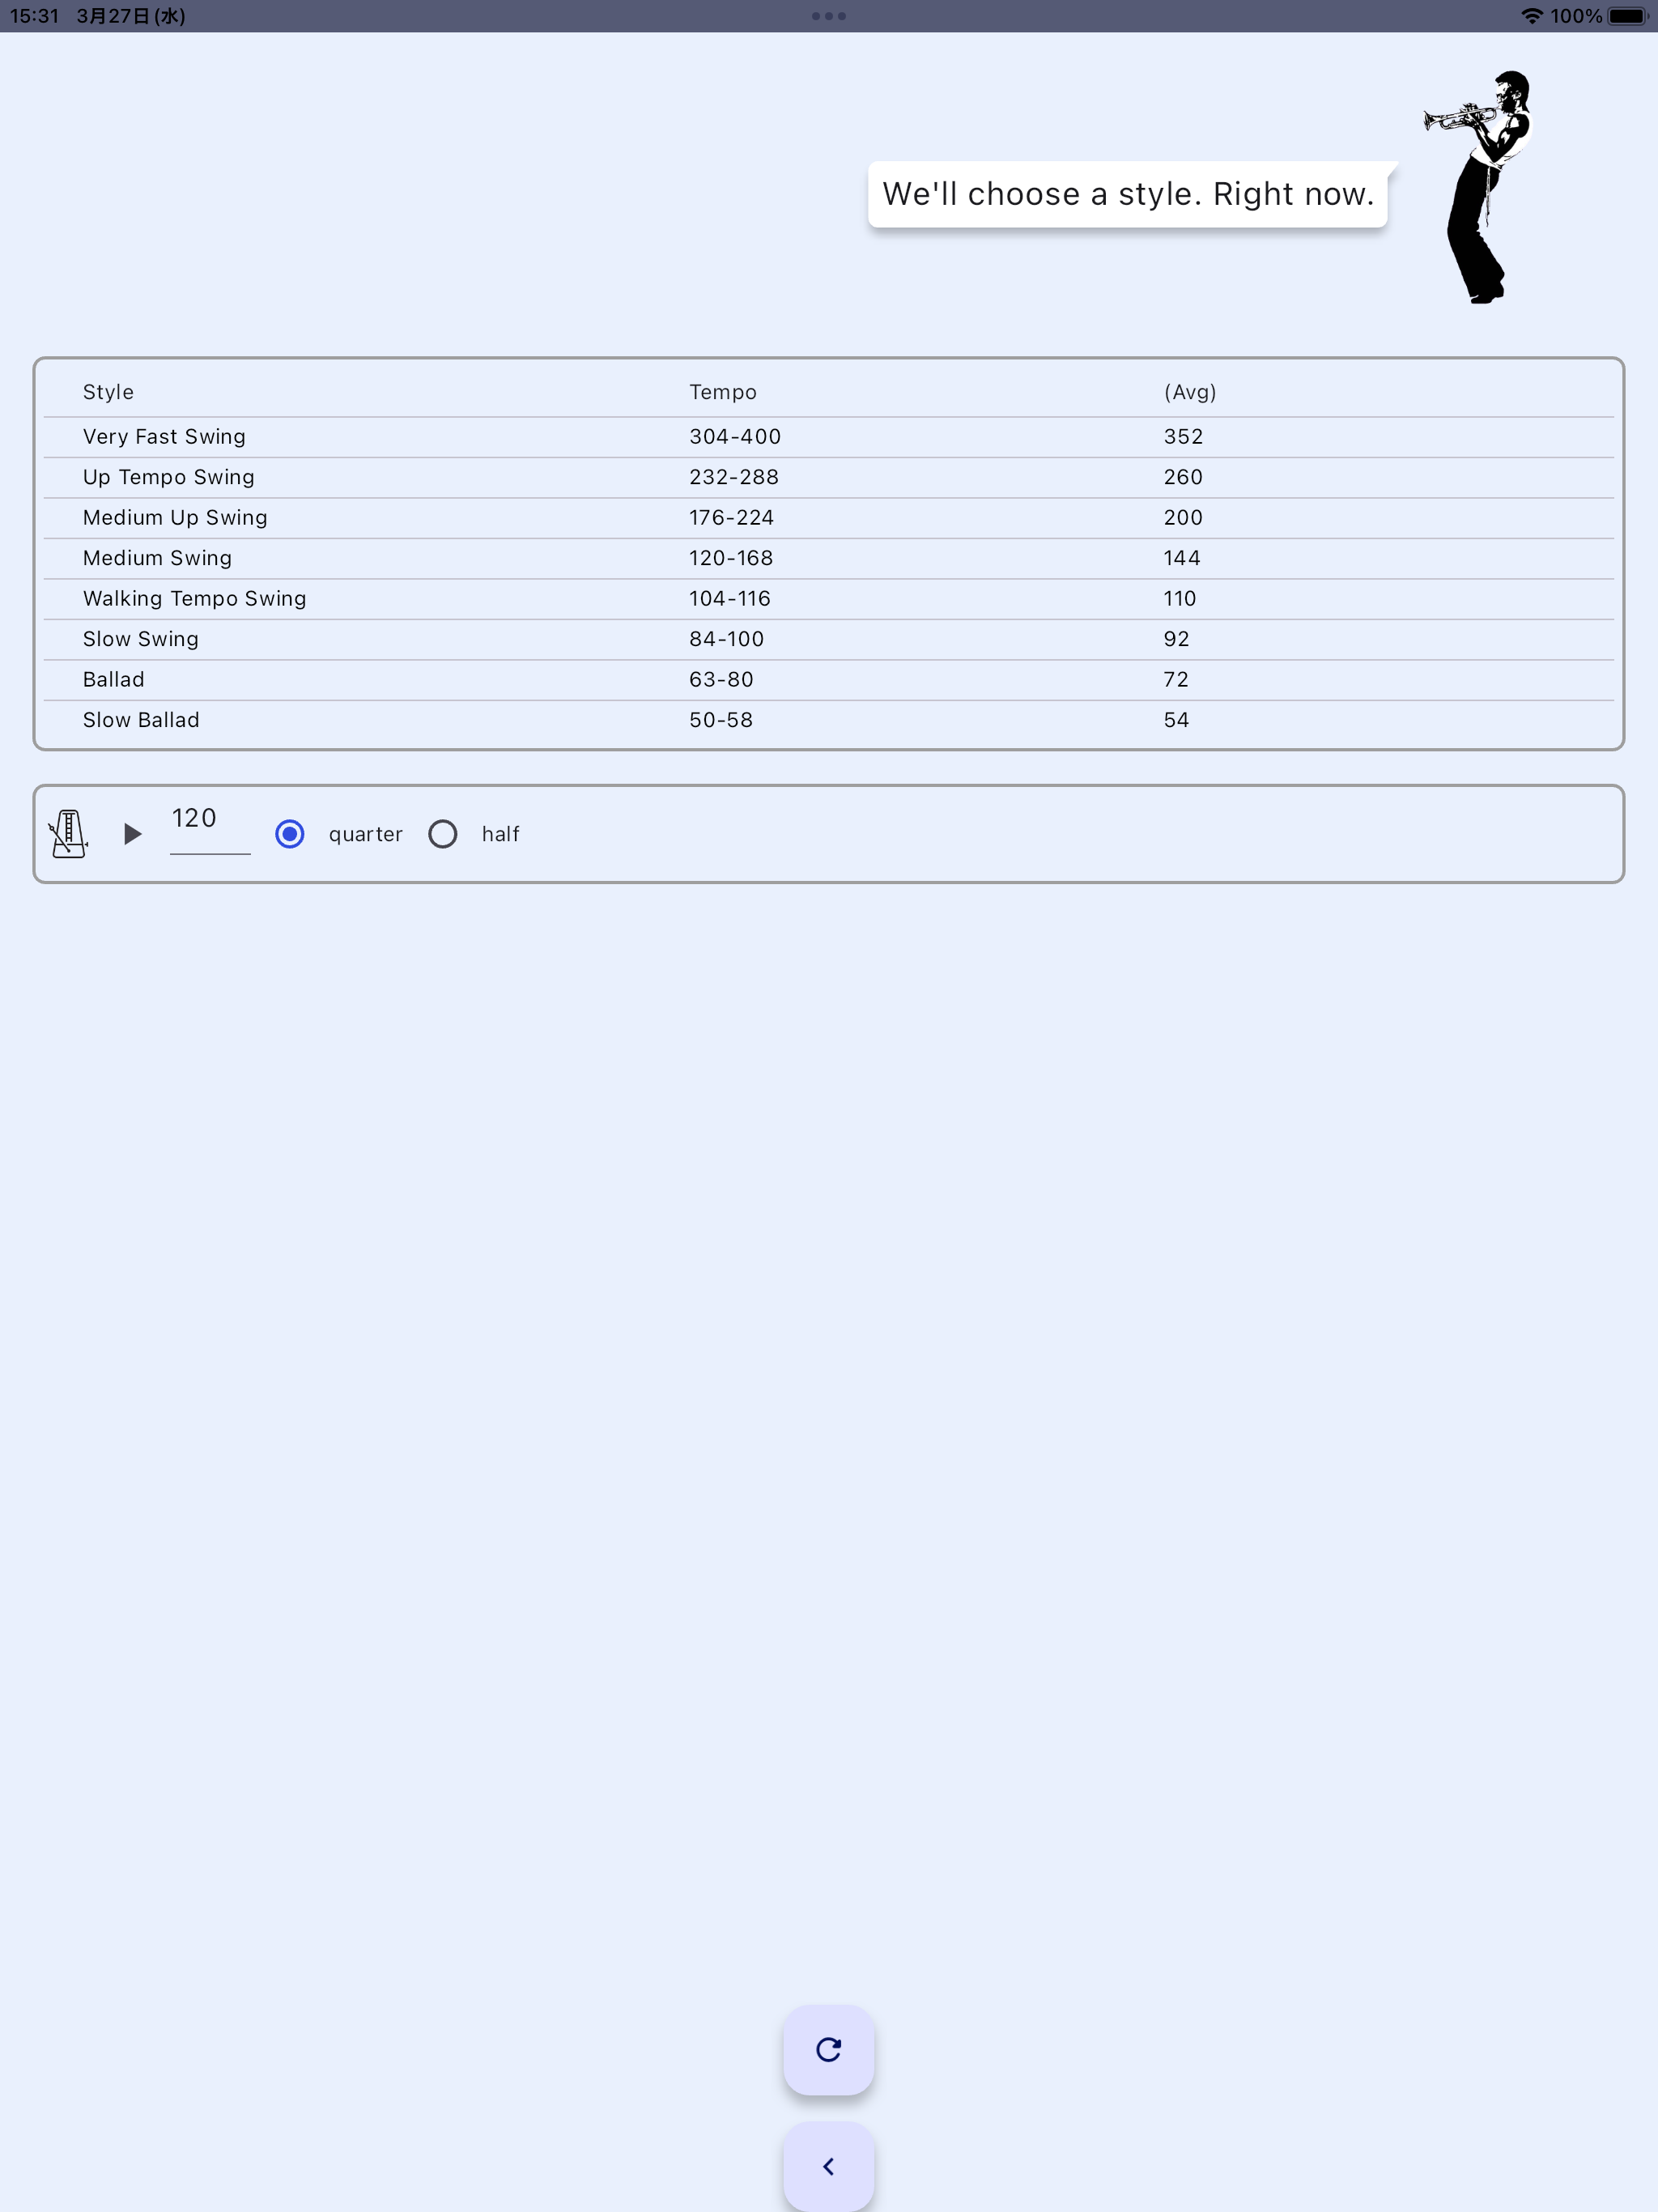 15:31 3月27日(水) 100%
We'll choose a style. Right now.
Style Tempo (Avg)
Very Fast Swing 304-400 352
Up Tempo Swing 232-288 260
Medium Up Swing 176-224 200
Medium Swing 120-168 144
Walking Tempo Swing 104-116 110
Slow Swing 84-100 92
Ballad 63-80 72
Slow Ballad 50-58 54
120 quarter half